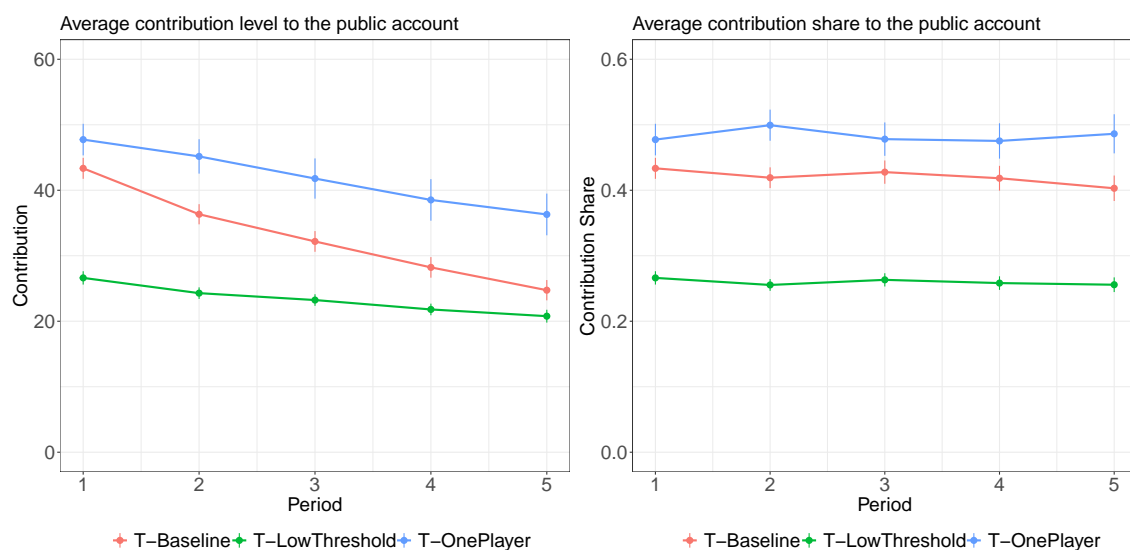 Average contribution level to the public account
60
40
20
0
Contribution
1 2 3 4 5
Period
T−Baseline T−LowThreshold T−OnePlayer
Average contribution share to the public account
0.6
0.4
0.2
0.0
Contribution Share
1 2 3 4 5
Period
T−Baseline T−LowThreshold T−OnePlayer